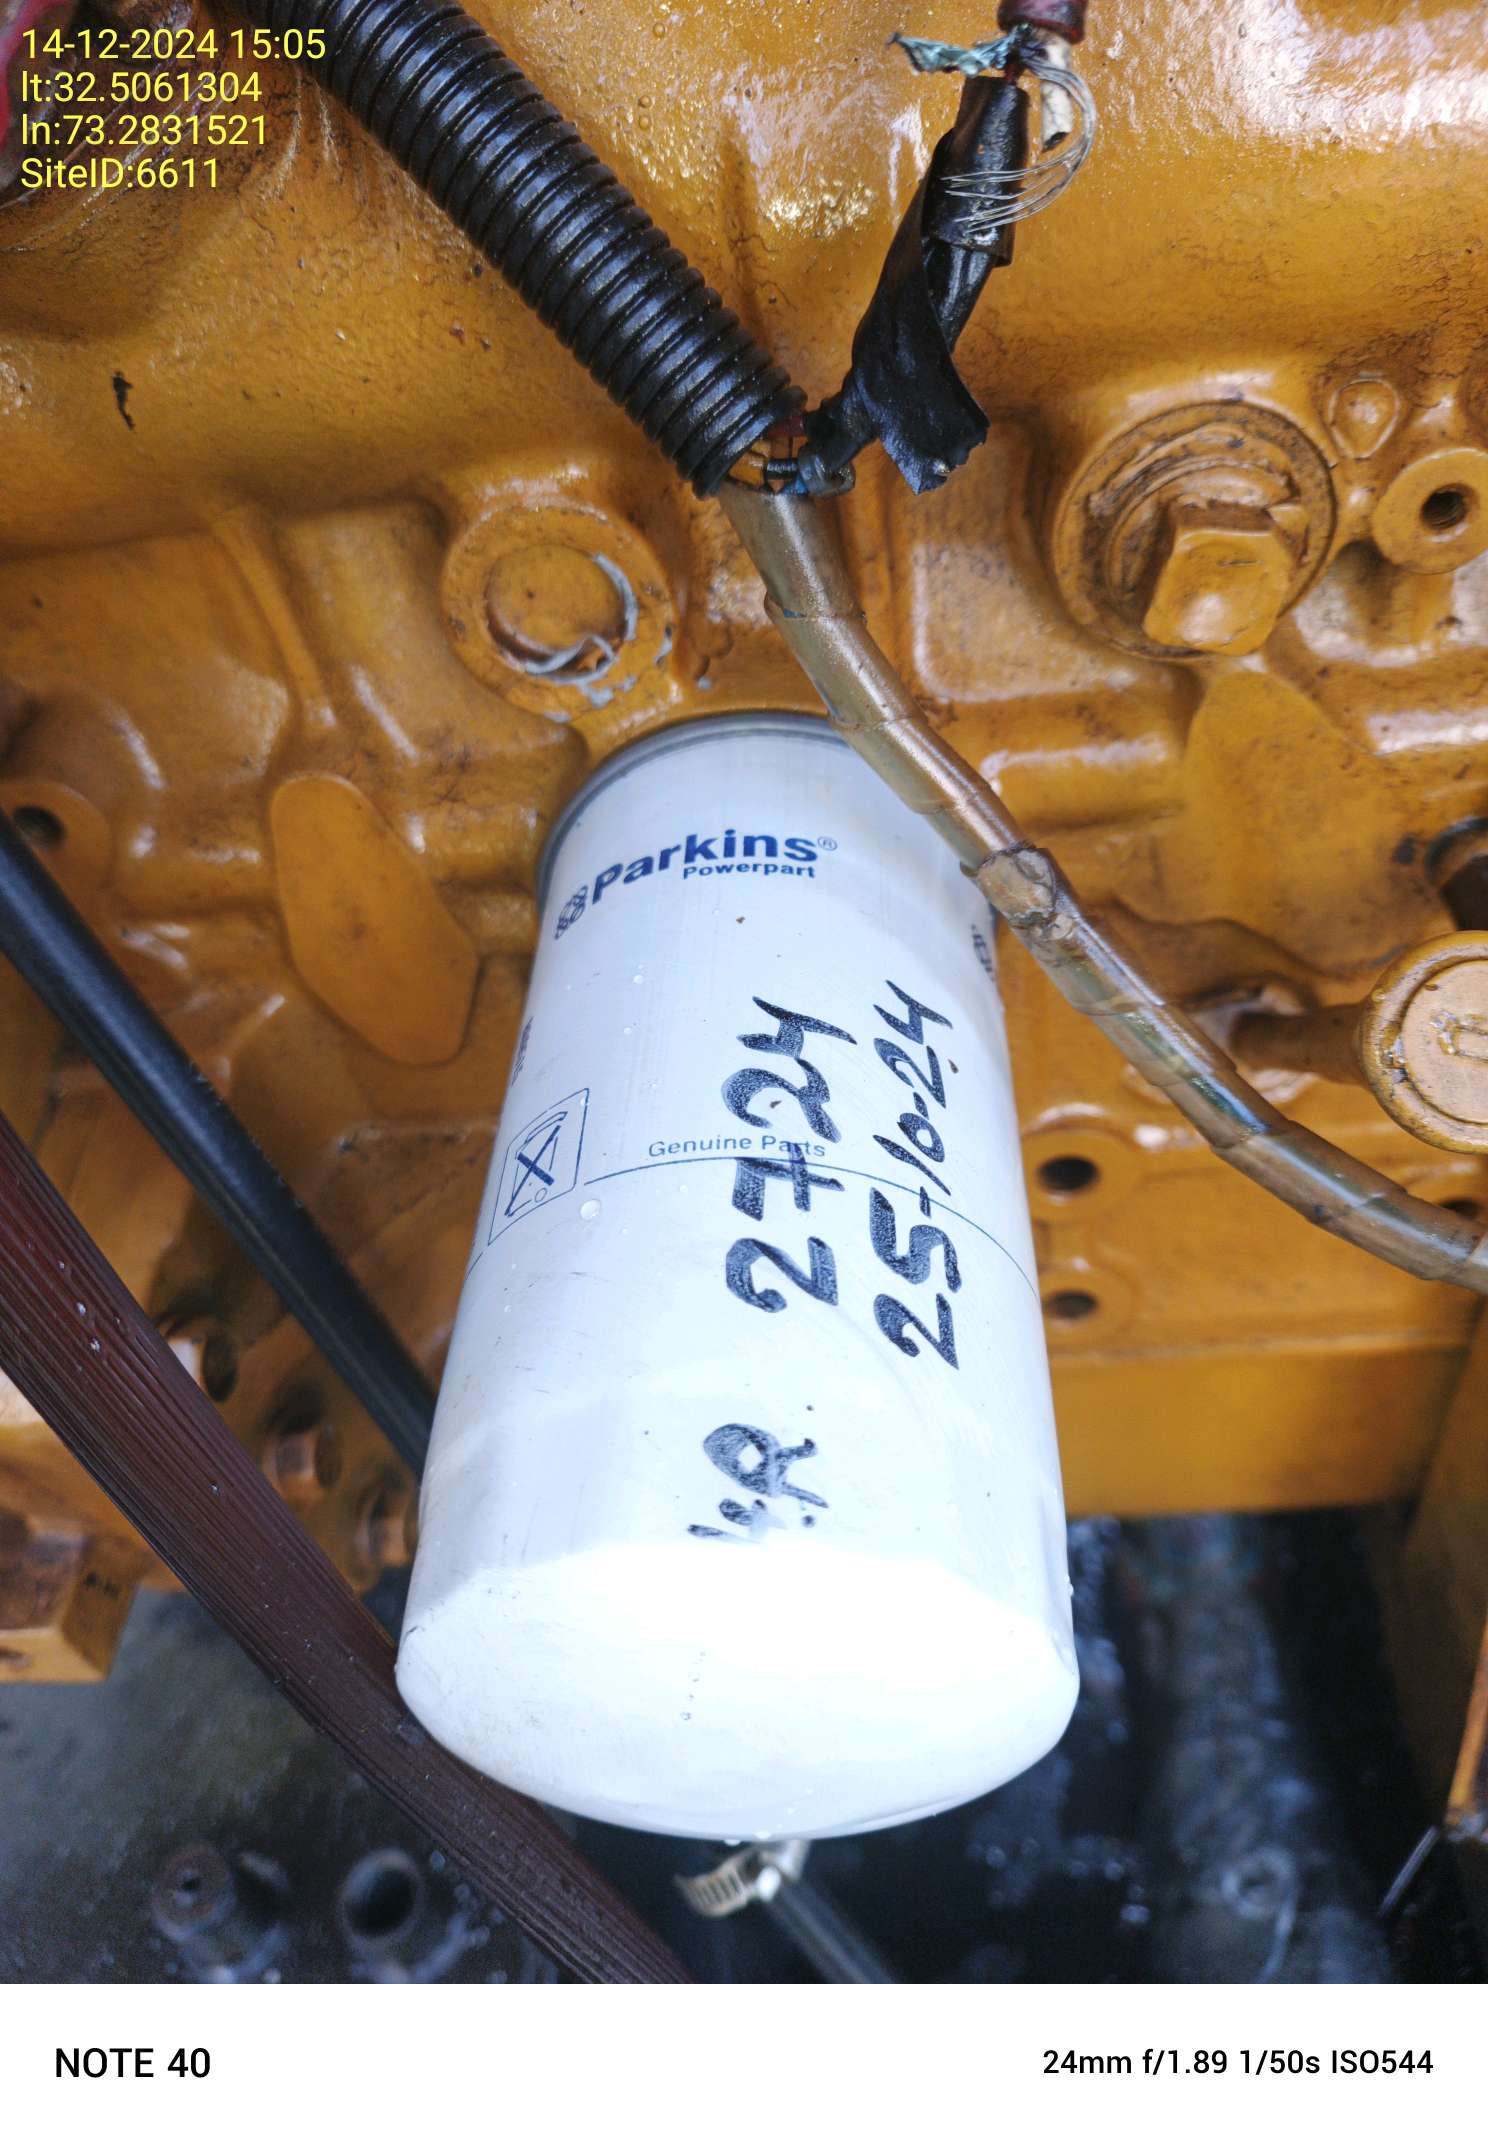 14-12-2024 15:05
lt:32.5061304
ln:73.2831521
SiteID:6611
Parkins®
Powerpart
Genuine Parts
2724
25-10-24
NOTE 40
24mm f/1.89 1/50s ISO544